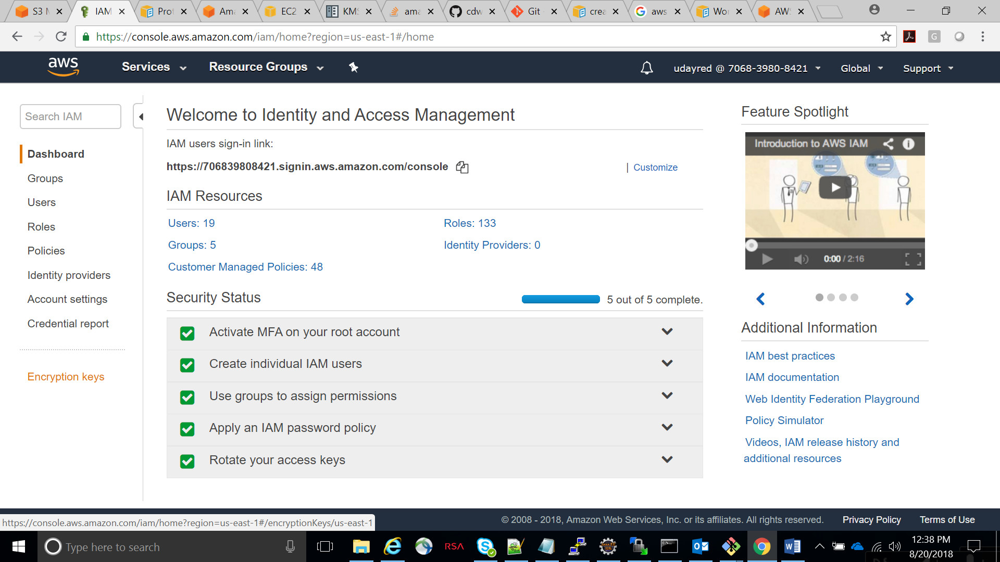 S3 M
IAM
Prot
Ama
EC2
KMS
ama
cdw
Git
crea
aws
Wor
AWS
https://console.aws.amazon.com/iam/home?region=us-east-1#/home
G
aws
Services
Resource Groups
udayred @ 7068-3980-8421
Global
Support
Search IAM
Dashboard
Groups
Users
Roles
Policies
Identity providers
Account settings
Credential report
Encryption keys
Welcome to Identity and Access Management
IAM users sign-in link:
https://706839808421.signin.aws.amazon.com/console
| Customize
IAM Resources
Users: 19
Roles: 133
Groups: 5
Identity Providers: 0
Customer Managed Policies: 48
Security Status
5 out of 5 complete.
Activate MFA on your root account
Create individual IAM users
Use groups to assign permissions
Apply an IAM password policy
Rotate your access keys
Feature Spotlight
Introduction to AWS IAM
0:00 / 2:16
Additional Information
IAM best practices
IAM documentation
Web Identity Federation Playground
Policy Simulator
Videos, IAM release history and
additional resources
https://console.aws.amazon.com/iam/home?region=us-east-1#/encryptionKeys/us-east-1
© 2008 - 2018, Amazon Web Services, Inc. or its affiliates. All rights reserved.
Privacy Policy
Terms of Use
Type here to search
RSA
Java EE
IDE
12:38 PM
8/20/2018